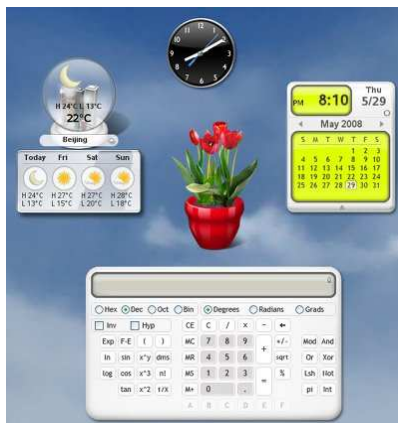 12
H 24°C L 13°C
22°C
Beijing
Today Fri Sat Sun
H 24°C H 27°C H 27°C H 28°C
L 13°C L 15°C L 20°C L 18°C
PM 8:10 Thu
5/29
May 2008
S M T W T F S
1 2 3
4 5 6 7 8 9 10
11 12 13 14 15 16 17
18 19 20 21 22 23 24
25 26 27 28 29 30 31
0
Hex Dec Oct Bin Degrees Radians Grads
Inv Hyp CE C / × - ←
Exp F-E ( ) MC 7 8 9 + +/- Mod And
ln sin x^y dms MR 4 5 6 sqrt Or Xor
log cos x^3 n! MS 1 2 3 = % Lsh Not
tan x^2 1/X M+ 0 . pi Int
A B C D E F